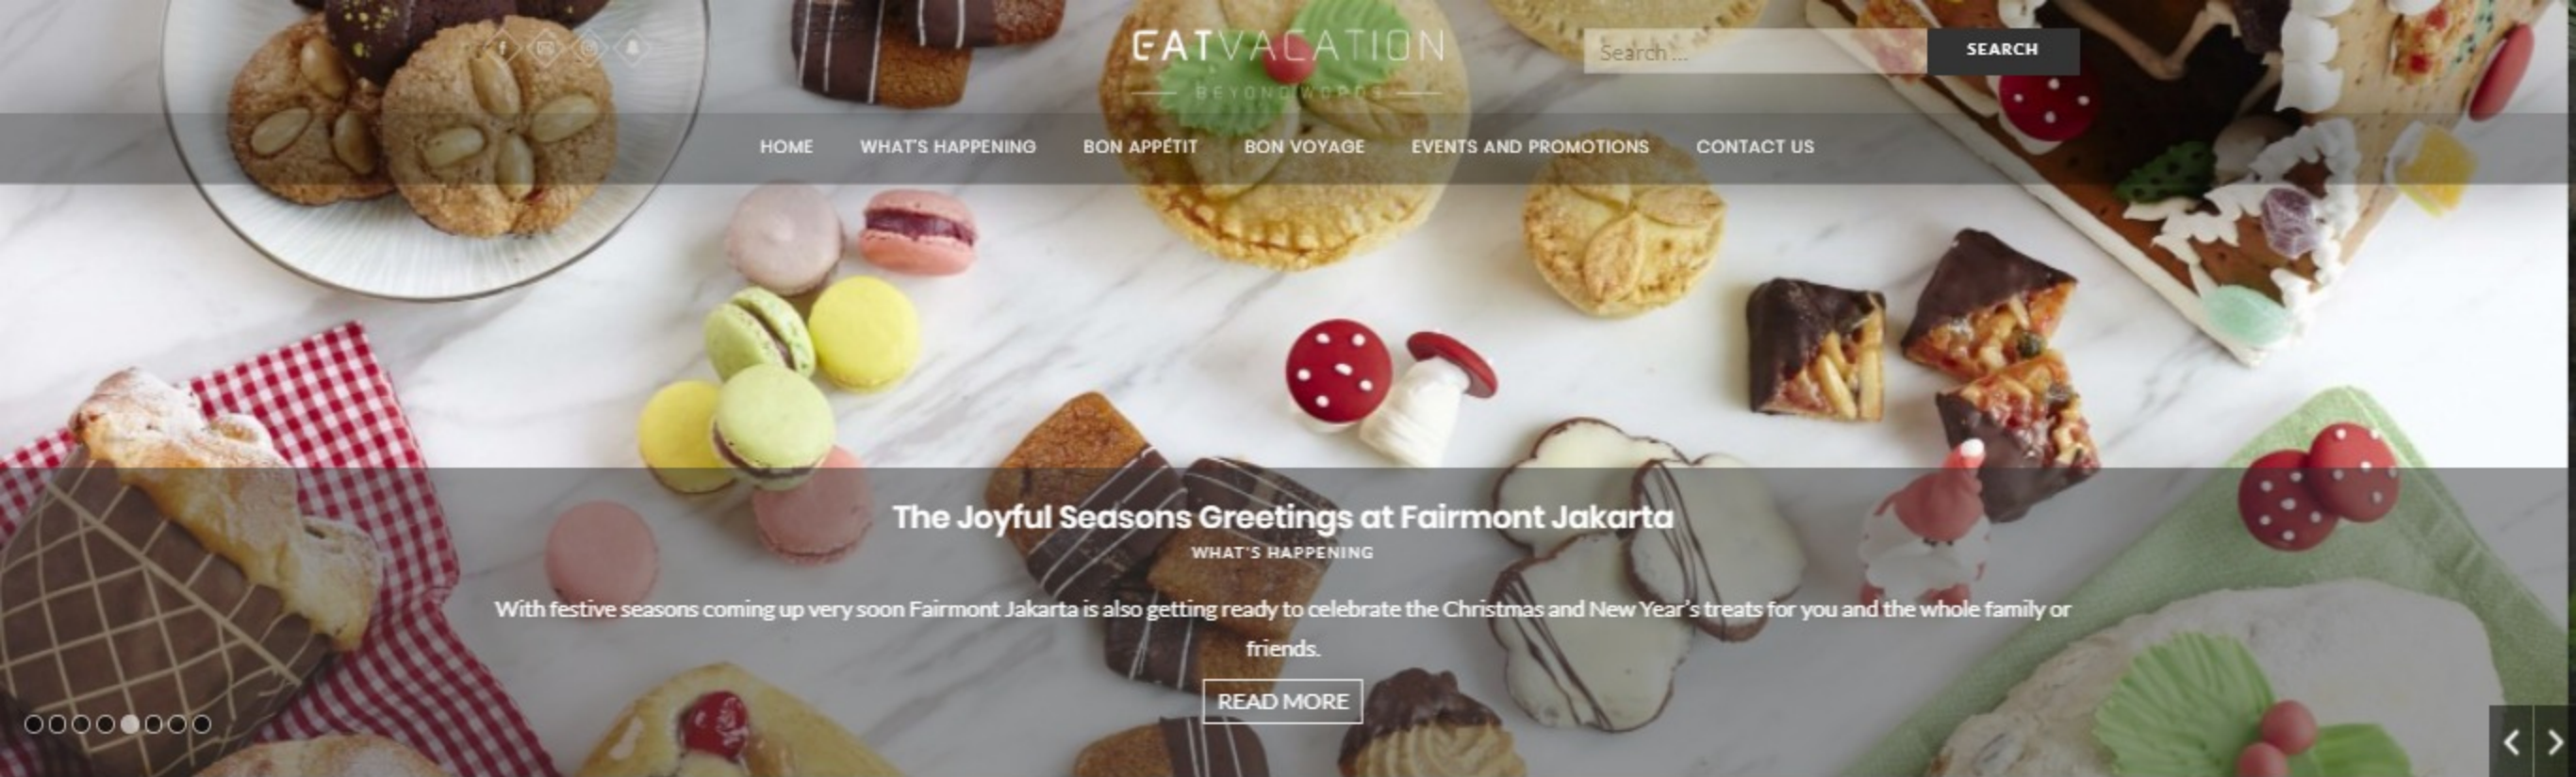 EATVACATION
BEYOND WORDS
Search ...
SEARCH
HOME WHAT'S HAPPENING BON APPÉTIT BON VOYAGE EVENTS AND PROMOTIONS CONTACT US
The Joyful Seasons Greetings at Fairmont Jakarta
WHAT'S HAPPENING
With festive seasons coming up very soon Fairmont Jakarta is also getting ready to celebrate the Christmas and New Year's treats for you and the whole family or
friends.
READ MORE